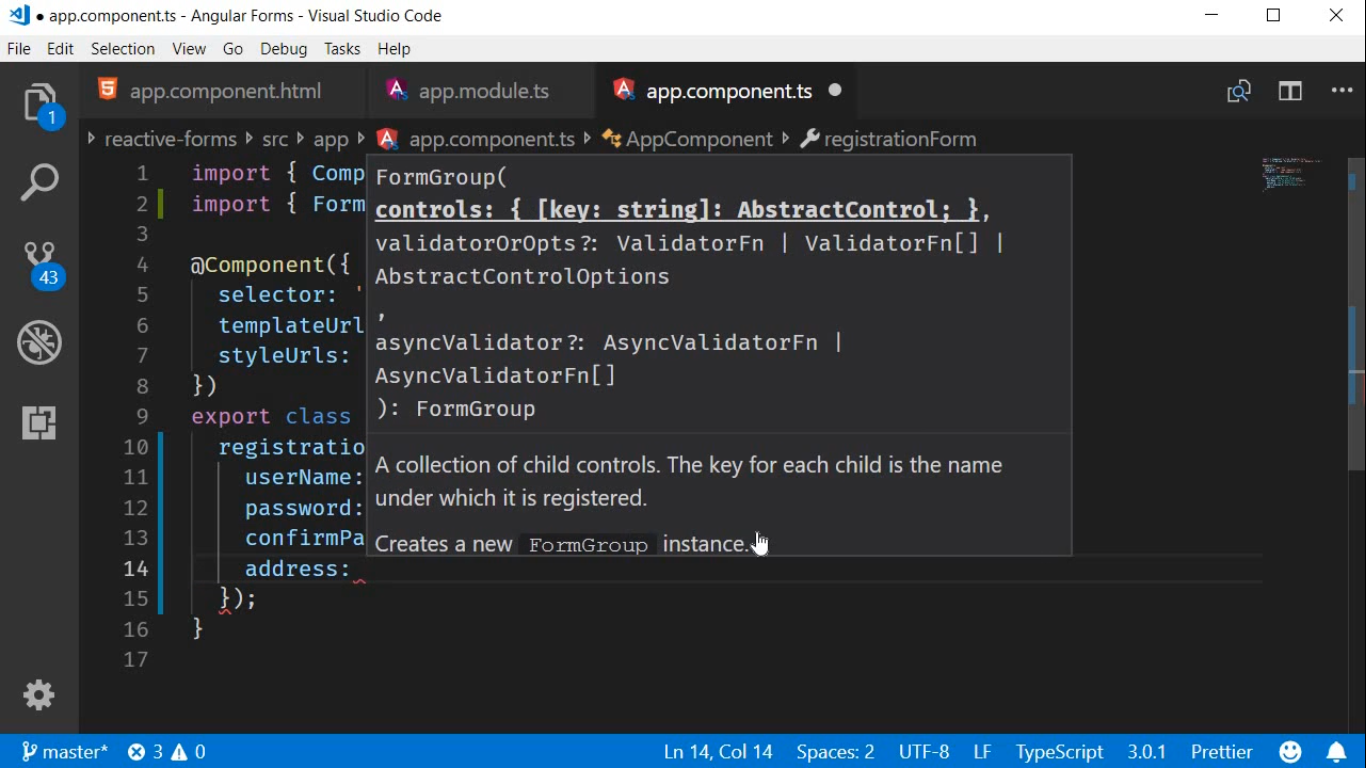 ● app.component.ts - Angular Forms - Visual Studio Code
File Edit Selection View Go Debug Tasks Help
app.component.html app.module.ts app.component.ts ●
reactive-forms src app app.component.ts AppComponent registrationForm
1 import { Comp
2 import { Form
3
4 @Component({
5 selector: '
6 templateUrl
7 styleUrls:
8 })
9 export class
10 registratio
11 userName:
12 password:
13 confirmPa
14 address:
15 });
16 }
17
FormGroup(
controls: { [key: string]: AbstractControl; },
validatorOrOpts?: ValidatorFn | ValidatorFn[] |
AbstractControlOptions
,
asyncValidator?: AsyncValidatorFn |
AsyncValidatorFn[]
): FormGroup
A collection of child controls. The key for each child is the name
under which it is registered.
Creates a new FormGroup instance.
1
43
master* 3 0 Ln 14, Col 14 Spaces: 2 UTF-8 LF TypeScript 3.0.1 Prettier